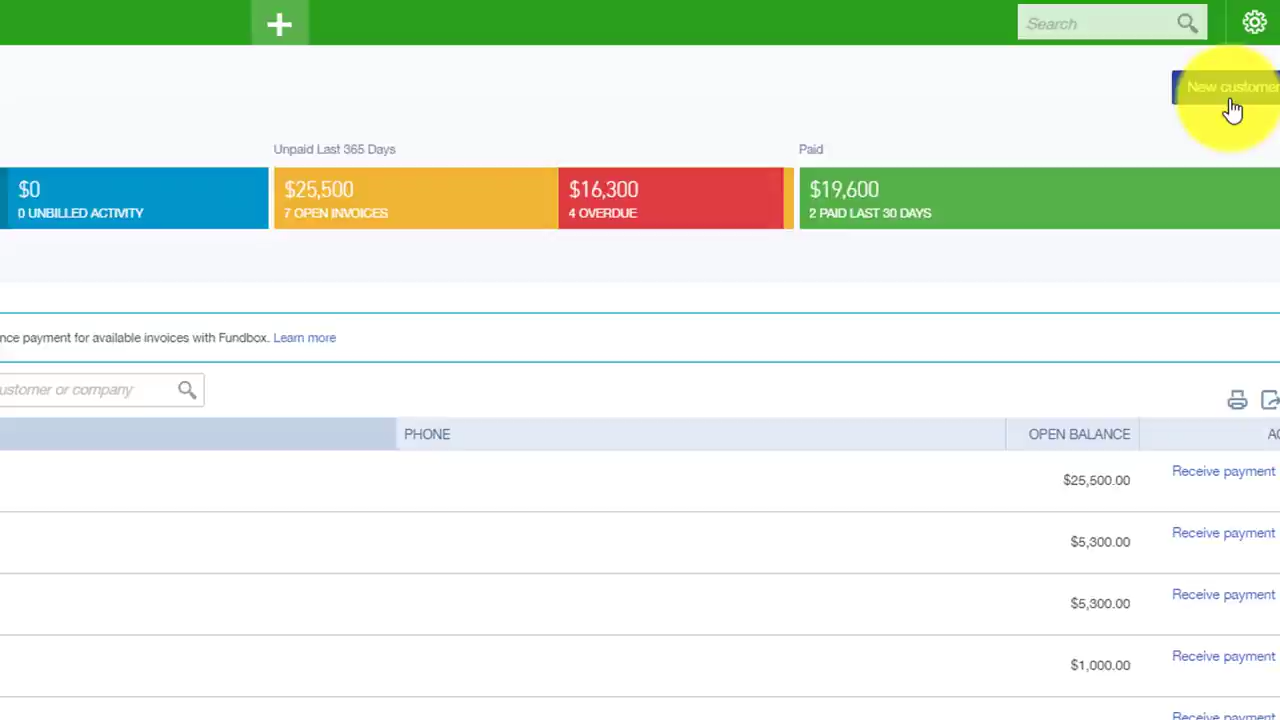 Search
New customer
Unpaid Last 365 Days
Paid
$0
0 UNBILLED ACTIVITY
$25,500
7 OPEN INVOICES
$16,300
4 OVERDUE
$19,600
2 PAID LAST 30 DAYS
nce payment for available invoices with Fundbox. Learn more
ustomer or company
PHONE
OPEN BALANCE
AC
$25,500.00
Receive payment
$5,300.00
Receive payment
$5,300.00
Receive payment
$1,000.00
Receive payment
Receive payment